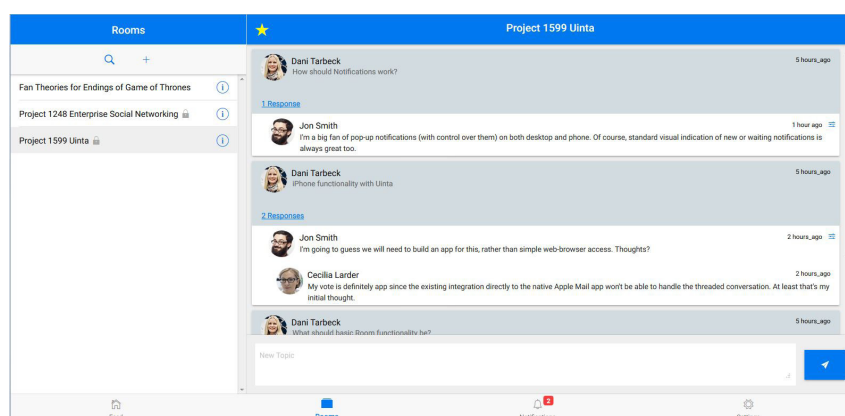 Rooms
Project 1599 Uinta
Fan Theories for Endings of Game of Thrones
Project 1248 Enterprise Social Networking
Project 1599 Uinta
Dani Tarbeck
5 hours_ago
How should Notifications work?
1 Response
Jon Smith
1 hour ago
I'm a big fan of pop-up notifications (with control over them) on both desktop and phone. Of course, standard visual indication of new or waiting notifications is
always great too.
Dani Tarbeck
5 hours_ago
iPhone functionality with Uinta
2 Responses
Jon Smith
2 hours_ago
I'm going to guess we will need to build an app for this, rather than simple web-browser access. Thoughts?
Cecilia Larder
2 hours_ago
My vote is definitely app since the existing integration directly to the native Apple Mail app won't be able to handle the threaded conversation. At least that's my
initial thought.
Dani Tarbeck
5 hours_ago
What should basic Room functionality be?
New Topic
2
Rooms